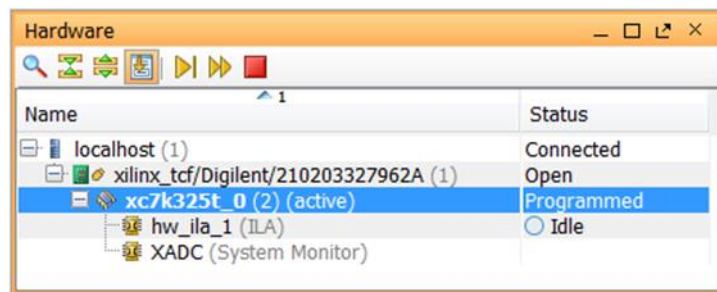 Hardware
1
Name Status
localhost (1) Connected
xilinx_tcf/Digilent/210203327962A (1) Open
xc7k325t_0 (2) (active) Programmed
hw_ila_1 (ILA) Idle
XADC (System Monitor)